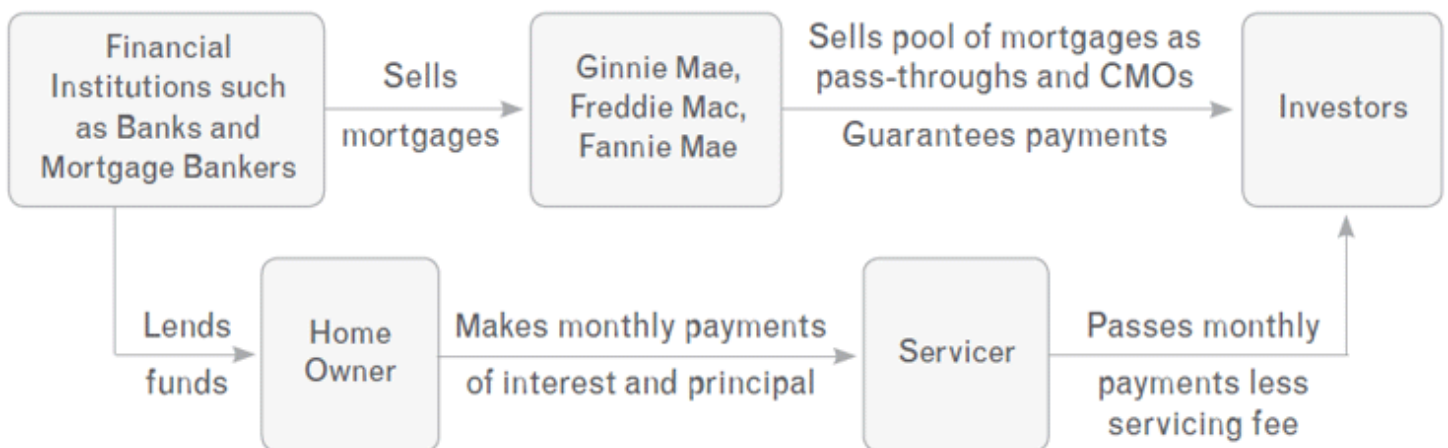 Financial
Institutions such
as Banks and
Mortgage Bankers
Sells
mortgages
Ginnie Mae,
Freddie Mac,
Fannie Mae
Sells pool of mortgages as
pass-throughs and CMOs
Guarantees payments
Investors
Lends
funds
Home
Owner
Makes monthly payments
of interest and principal
Servicer
Passes monthly
payments less
servicing fee